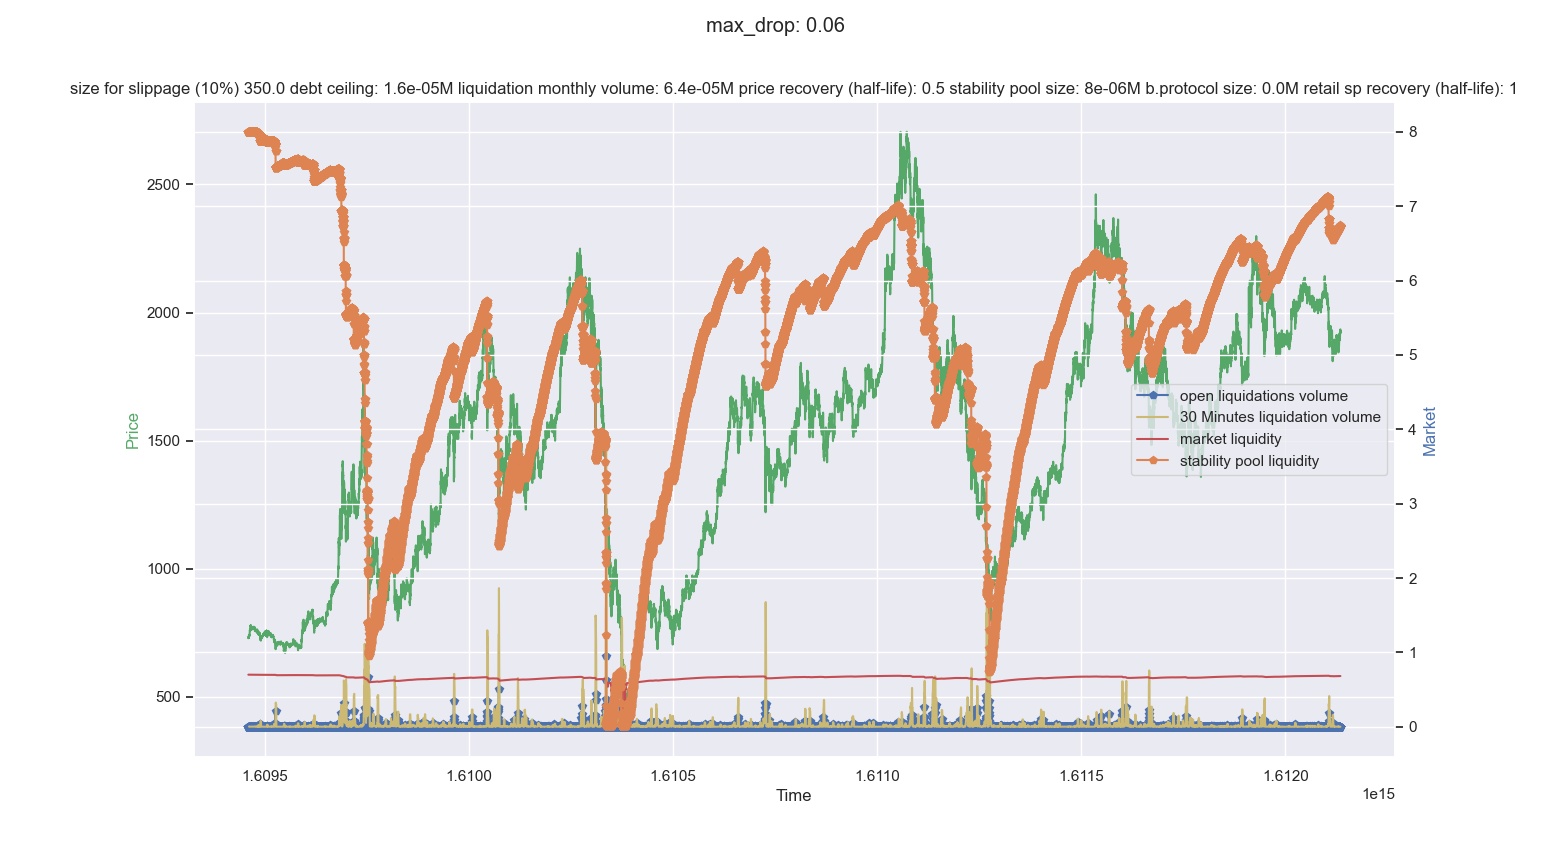 max_drop: 0.06
size for slippage (10%) 350.0 debt ceiling: 1.6e-05M liquidation monthly volume: 6.4e-05M price recovery (half-life): 0.5 stability pool size: 8e-06M b.protocol size: 0.0M retail sp recovery (half-life): 1
2500
2000
1500
1000
500
Price
8
7
6
5
4
3
2
1
0
Market
open liquidations volume
30 Minutes liquidation volume
market liquidity
stability pool liquidity
1.6095 1.6100 1.6105 1.6110 1.6115 1.6120
1e15
Time